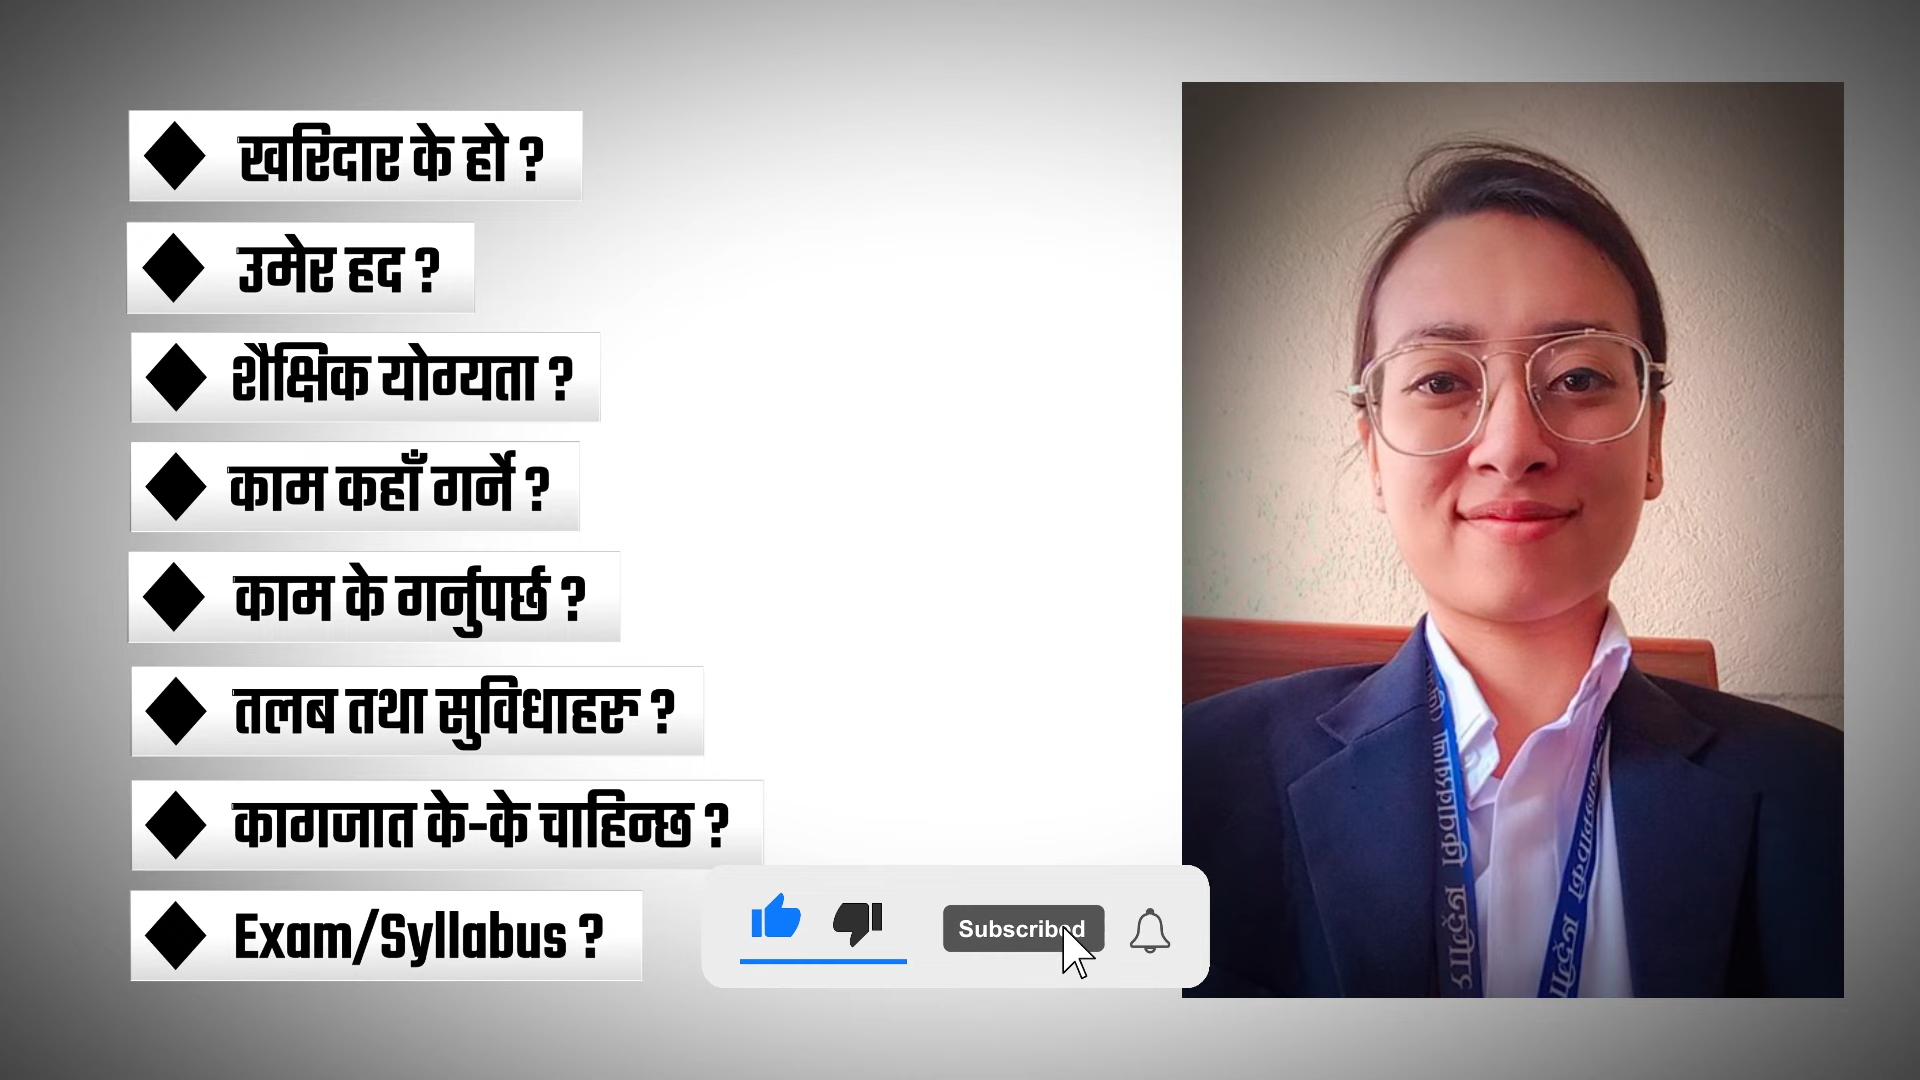 खरिदार के हो ?
उमेर हद ?
शैक्षिक योग्यता ?
काम कहाँ गर्ने ?
काम के गर्नुपर्छ ?
तलब तथा सुविधाहरु ?
कागजात के-के चाहिन्छ ?
Exam/Syllabus ?
Subscribed